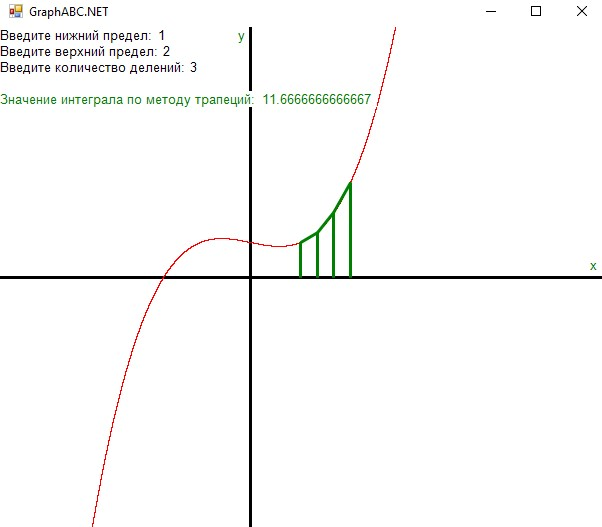 GraphABC.NET
Введите нижний предел: 1
Введите верхний предел: 2
Введите количество делений: 3
Значение интеграла по методу трапеций: 11.6666666666667
y
x